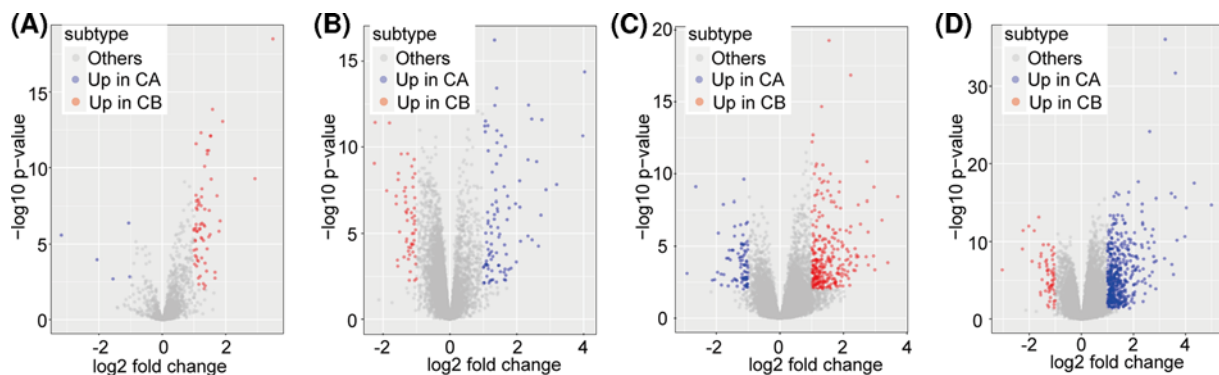 (A)
subtype
Others
Up in CA
Up in CB
15
10
5
0
-2
0
2
-log10 p-value
log2 fold change
(B)
subtype
Others
Up in CA
Up in CB
16
15
10
5
0
-2
0
2
4
-log10 p-value
log2 fold change
(C)
subtype
Others
Up in CA
Up in CB
20
15
10
5
0
-2
0
2
4
-log10 p-value
log2 fold change
(D)
subtype
Others
Up in CA
Up in CB
30
20
10
0
-2
0
2
4
-log10 p-value
log2 fold change